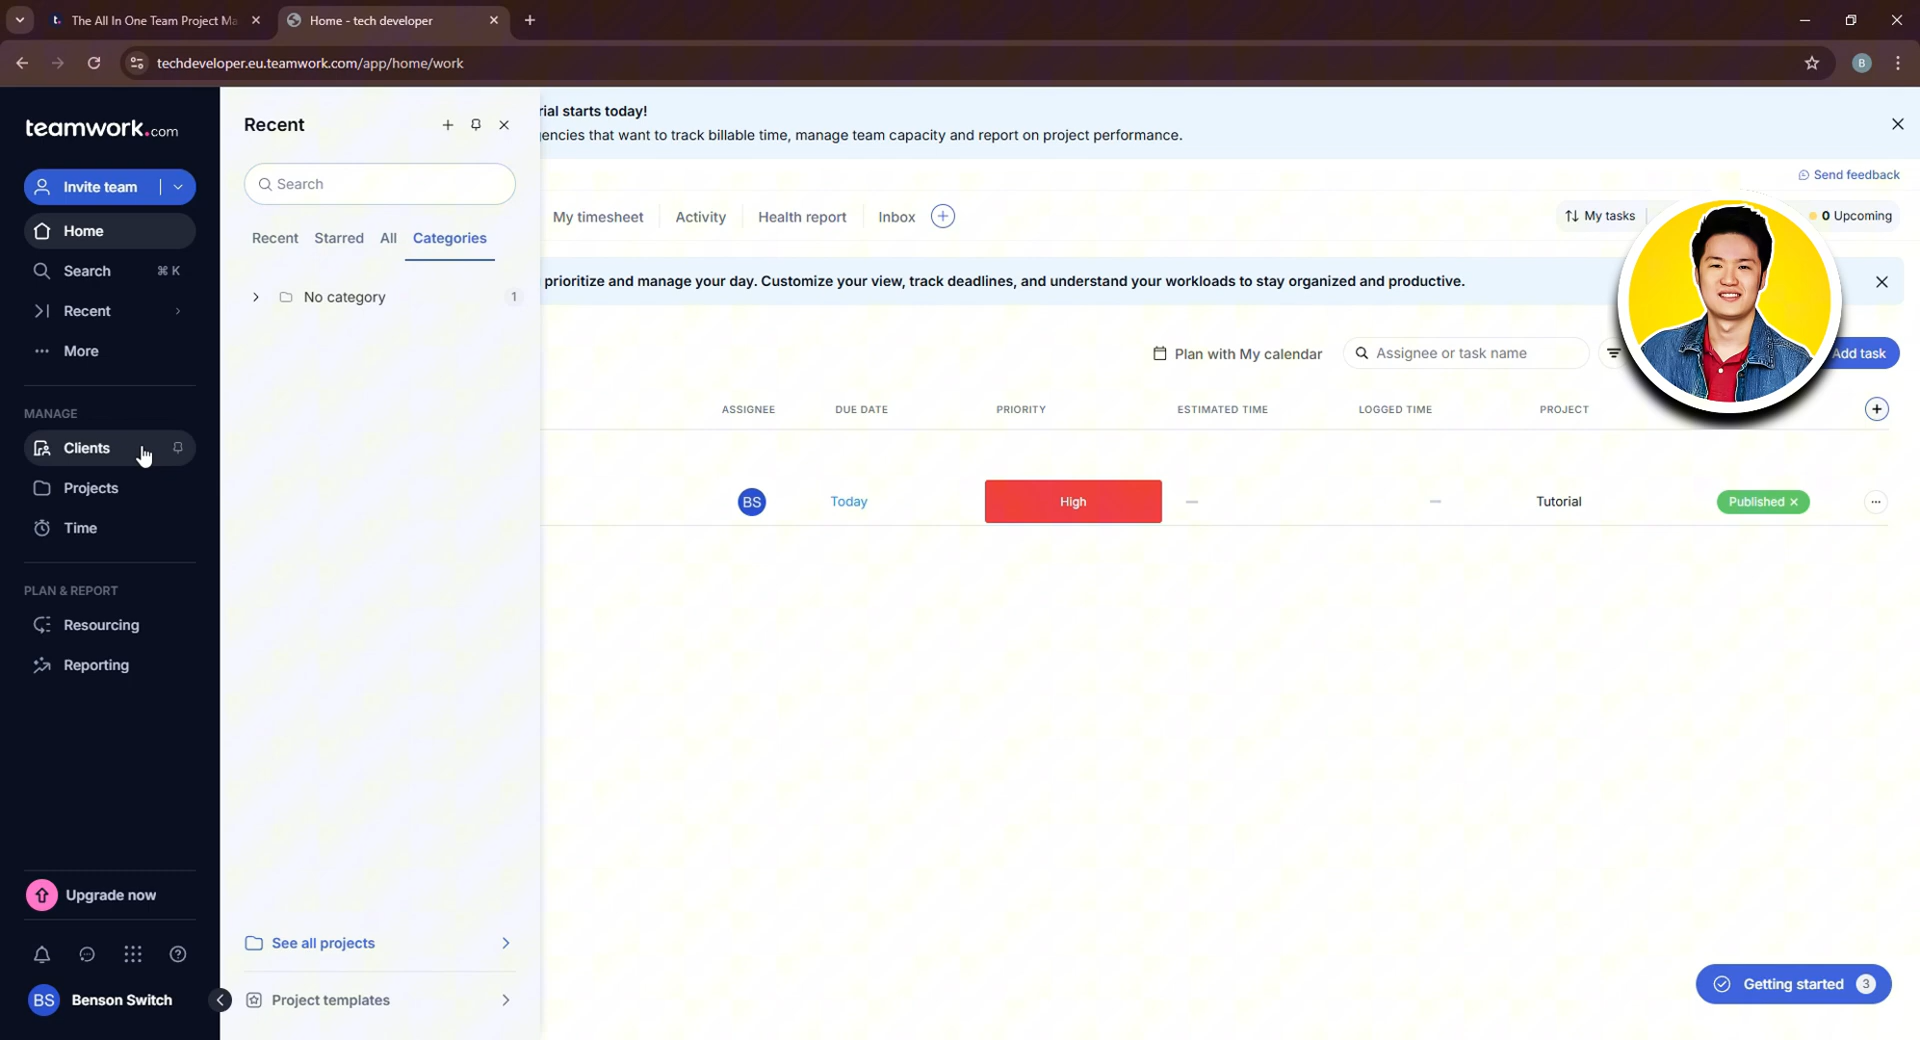 The All In One Team Project Ma
Home - tech developer
techdeveloper.eu.teamwork.com/app/home/work
B
teamwork.com
Invite team
Home
Search ⌘ K
Recent
More
MANAGE
Clients
Projects
Time
PLAN & REPORT
Resourcing
Reporting
Upgrade now
BS Benson Switch
Recent
Search
Recent Starred All Categories
No category 1
See all projects
Project templates
rial starts today!
encies that want to track billable time, manage team capacity and report on project performance.
Send feedback
My timesheet Activity Health report Inbox
My tasks 0 Upcoming
prioritize and manage your day. Customize your view, track deadlines, and understand your workloads to stay organized and productive.
Plan with My calendar Assignee or task name Add task
ASSIGNEE DUE DATE PRIORITY ESTIMATED TIME LOGGED TIME PROJECT
BS Today High — — Tutorial Published
Getting started 3